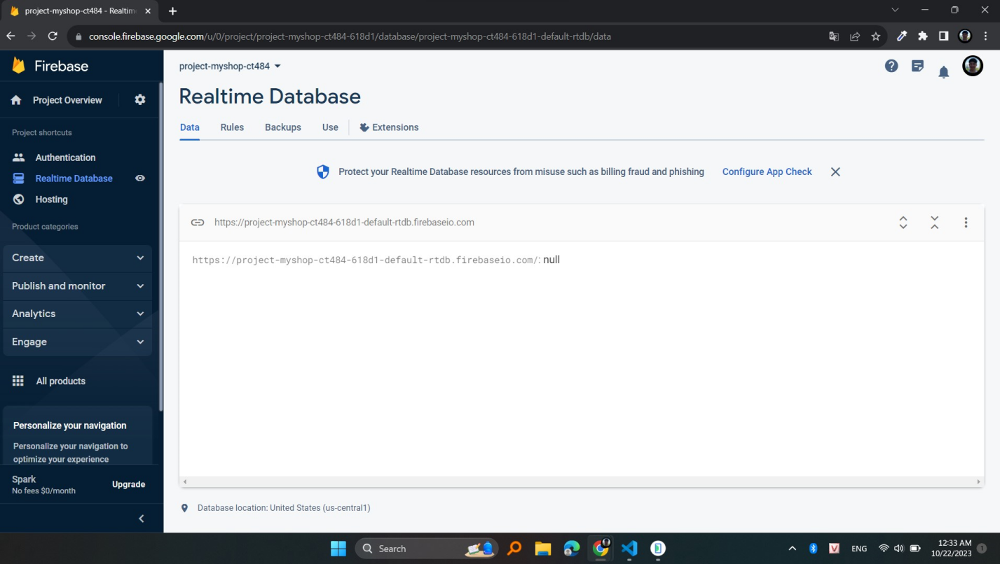 project-myshop-ct484 - Realtim
console.firebase.google.com/u/0/project/project-myshop-ct484-618d1/database/project-myshop-ct484-618d1-default-rtdb/data
Firebase
Project Overview
Project shortcuts
Authentication
Realtime Database
Hosting
Product categories
Create
Publish and monitor
Analytics
Engage
All products
Personalize your navigation
Personalize your navigation to
optimize your experience
Spark
No fees $0/month
Upgrade
project-myshop-ct484
Realtime Database
Data Rules Backups Use Extensions
Protect your Realtime Database resources from misuse such as billing fraud and phishing Configure App Check
https://project-myshop-ct484-618d1-default-rtdb.firebaseio.com
https://project-myshop-ct484-618d1-default-rtdb.firebaseio.com/: null
Database location: United States (us-central1)
Search
V
ENG
12:33 AM
10/22/2023
1